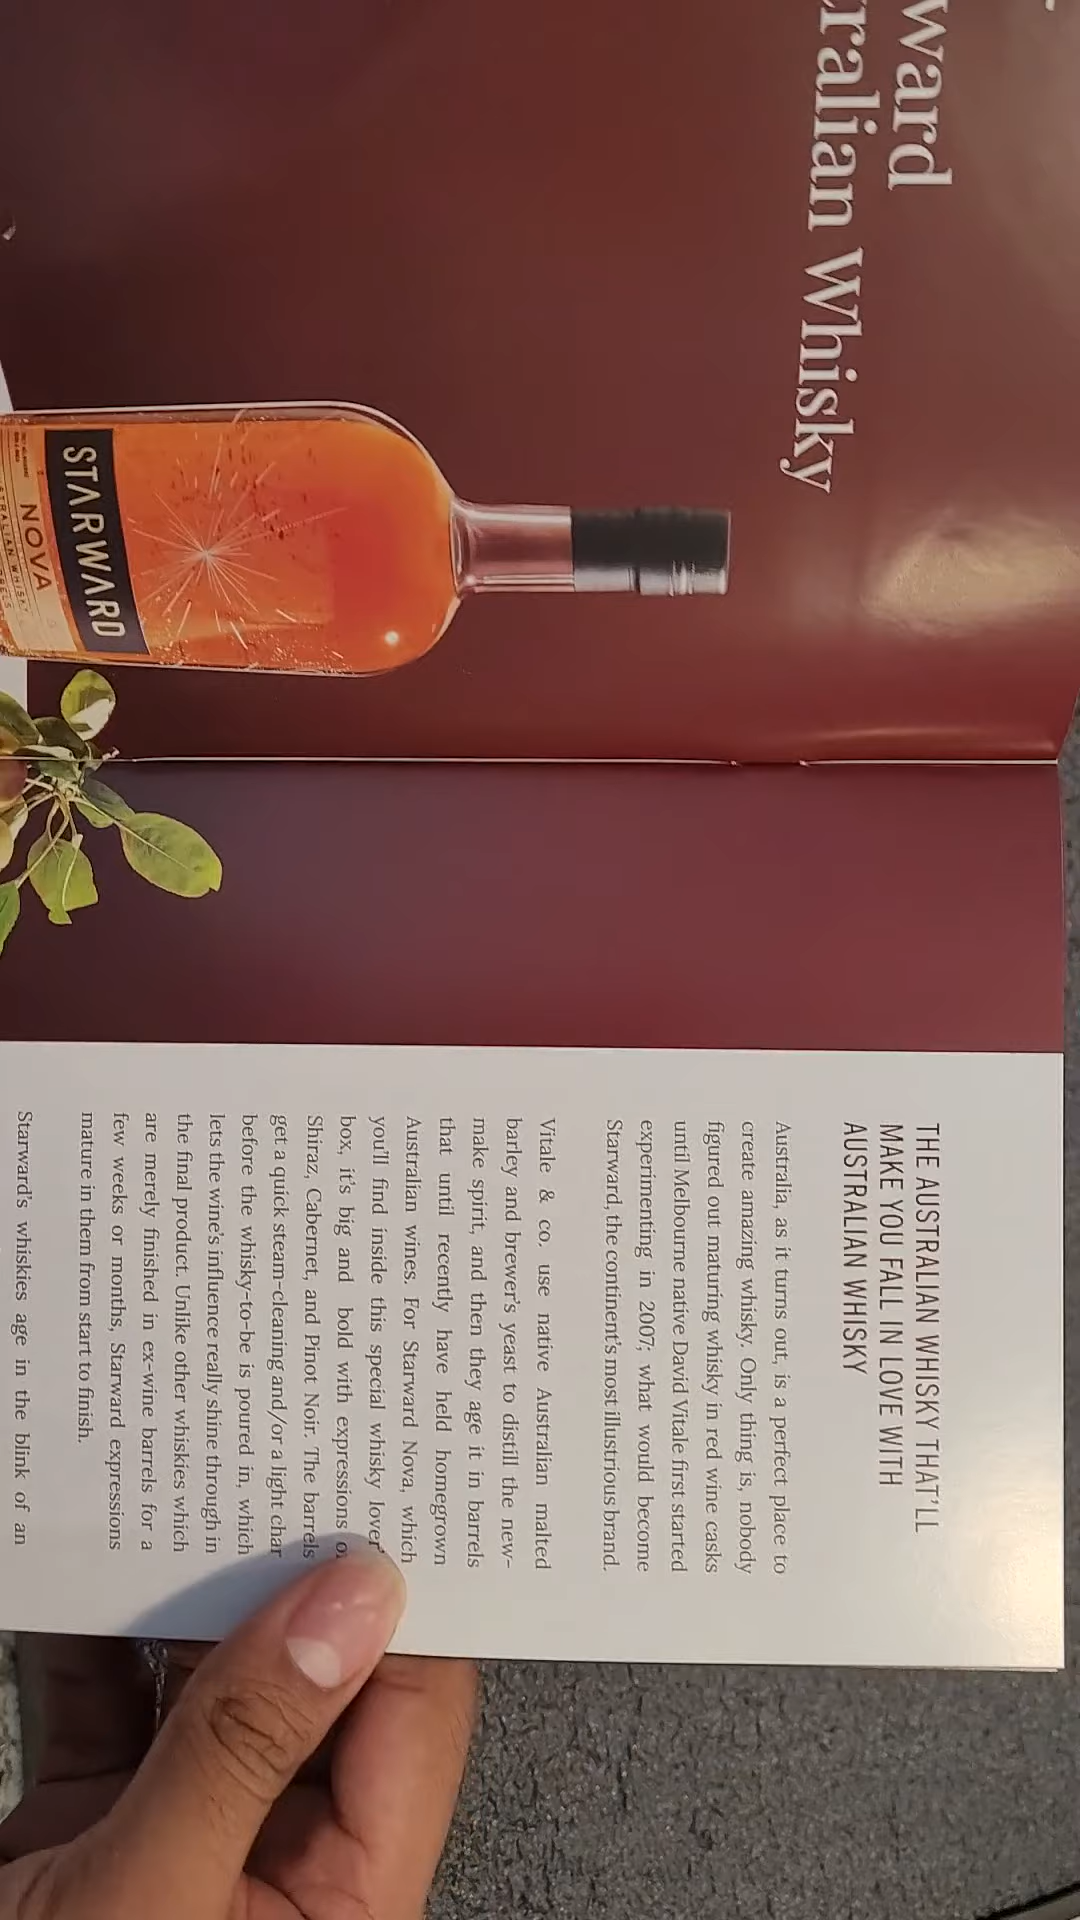 ward
ralian Whisky
STARWARD
NOVA
THE AUSTRALIAN WHISKY THAT'LL
MAKE YOU FALL IN LOVE WITH
AUSTRALIAN WHISKY
Australia, as it turns out, is a perfect place to
create amazing whisky. Only thing is, nobody
figured out maturing whisky in red wine casks
until Melbourne native David Vitale first started
experimenting in 2007; what would become
Starward, the continent's most illustrious brand.
Vitale & co. use native Australian malted
barley and brewer's yeast to distill the new-
make spirit, and then they age it in barrels
that until recently have held homegrown
Australian wines. For Starward Nova, which
you'll find inside this special whisky lover'
box, it's big and bold with expressions o
Shiraz, Cabernet, and Pinot Noir. The barrels
get a quick steam-cleaning and/or a light char
before the whisky-to-be is poured in, which
lets the wine's influence really shine through in
the final product. Unlike other whiskies which
are merely finished in ex-wine barrels for a
few weeks or months, Starward expressions
mature in them from start to finish.
Starward's whiskies age in the blink of an